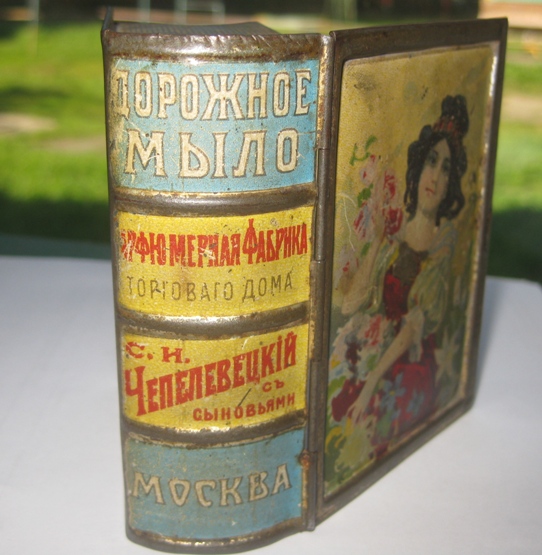 ДОРОЖНОЕ
МЫЛО
ПАРФЮМЕРНАЯ ФАБРИКА
ТОРГОВАГО ДОМА
С. И.
ЧЕПЕЛЕВЕЦКІЙ
СЪ
СЫНОВЬЯМИ
МОСКВА